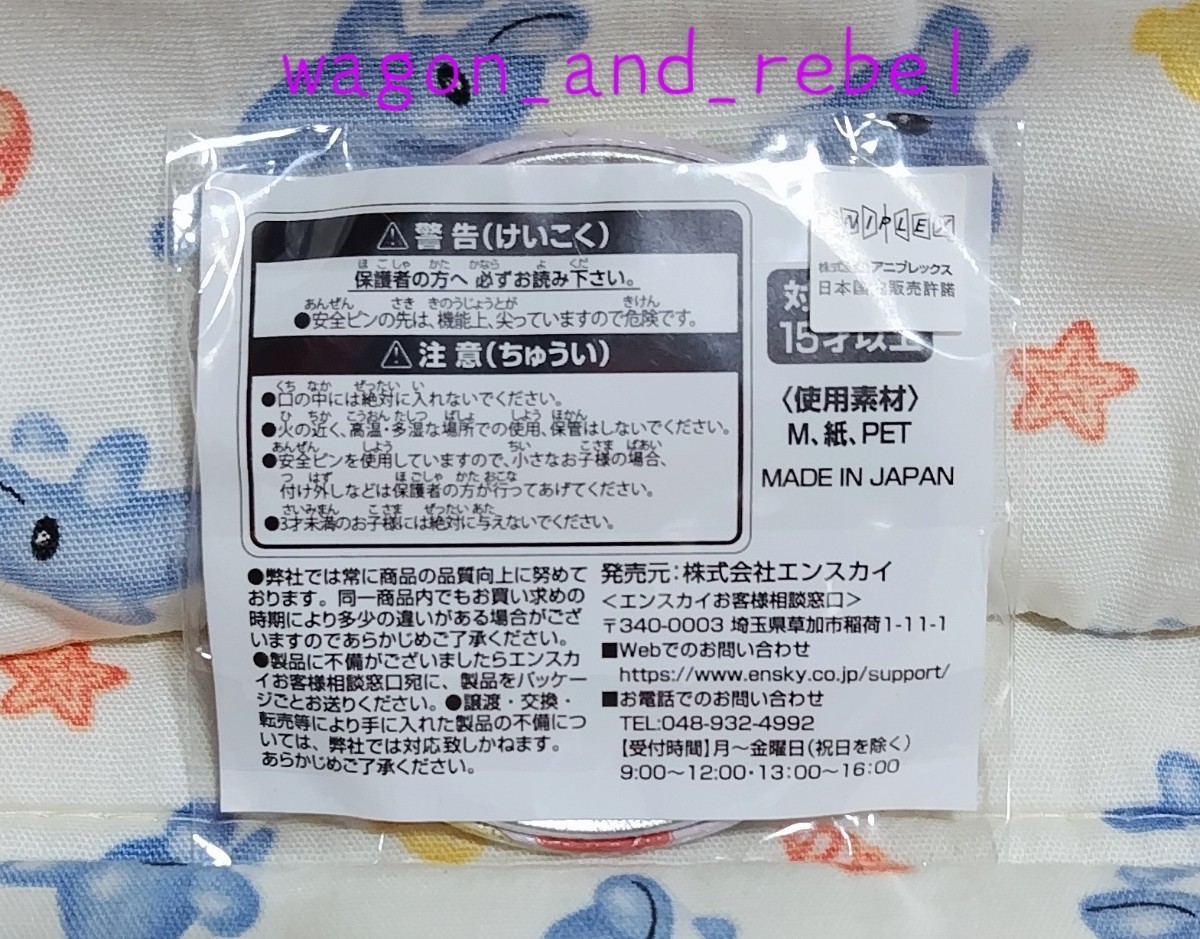 wagon_and_rebel
⚠警告(けいこく)
ほごしゃ かた かなら よ くだ
保護者の方へ 必ずお読み下さい。
あんぜん さき きのうじょうとが きけん
●安全ピンの先は、機能上、尖っていますので危険です。
⚠注意(ちゅうい)
くち なか ぜったい い
●口の中には絶対に入れないでください。
ひ ちか こうおん たしつ ばしょ しよう ほかん
●火の近く、高温・多湿な場所での使用、保管はしないでください。
あんぜん しよう ちい こさま ばあい
●安全ピンを使用していますので、小さなお子様の場合、
つ はず ほごしゃ かた おこな
付け外しなどは保護者の方が行ってあげてください。
さいみまん こさま ぜったい あた
●3才未満のお子様には絶対に与えないでください。
NIPLEX
株式 アニプレックス
日本国 販売許諾
対
15才以上
〈使用素材〉
M、紙、PET
MADE IN JAPAN
●弊社では常に商品の品質向上に努めて
おります。同一商品内でもお買い求めの
時期により多少の違いがある場合がござ
いますのであらかじめご了承ください。
●製品に不備がございましたらエンスカ
イお客様相談窓口宛に、製品をパッケー
ジごとお送りください。●譲渡・交換・
転売等により手に入れた製品の不備につ
いては、弊社では対応致しかねます。
あらかじめご了承ください。
発売元:株式会社エンスカイ
<エンスカイお客様相談窓口>
〒340-0003 埼玉県草加市稲荷1-11-1
■Webでのお問い合わせ
https://www.ensky.co.jp/support/
■お電話でのお問い合わせ
TEL:048-932-4992
【受付時間】月〜金曜日(祝日を除く)
9:00〜12:00・13:00〜16:00